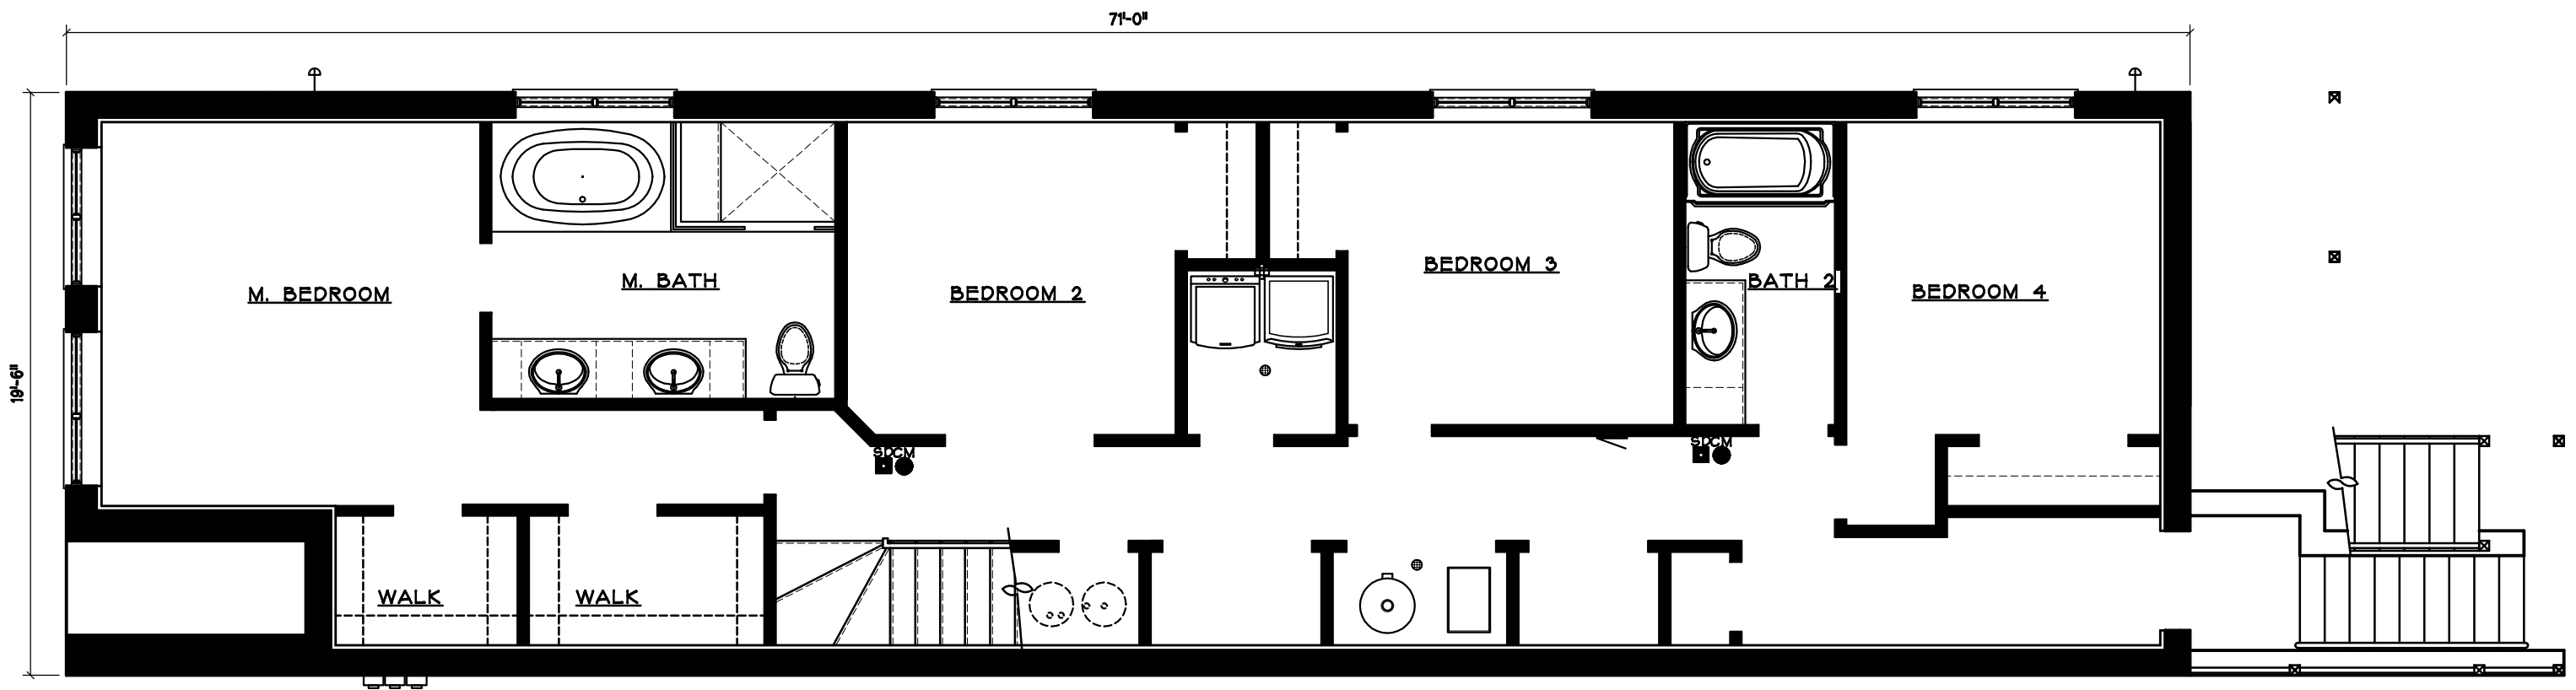 71'-0"
19'-6"
M. BEDROOM
M. BATH
BEDROOM 2
BEDROOM 3
BATH 2
BEDROOM 4
SDCM
SDCM
WALK
WALK